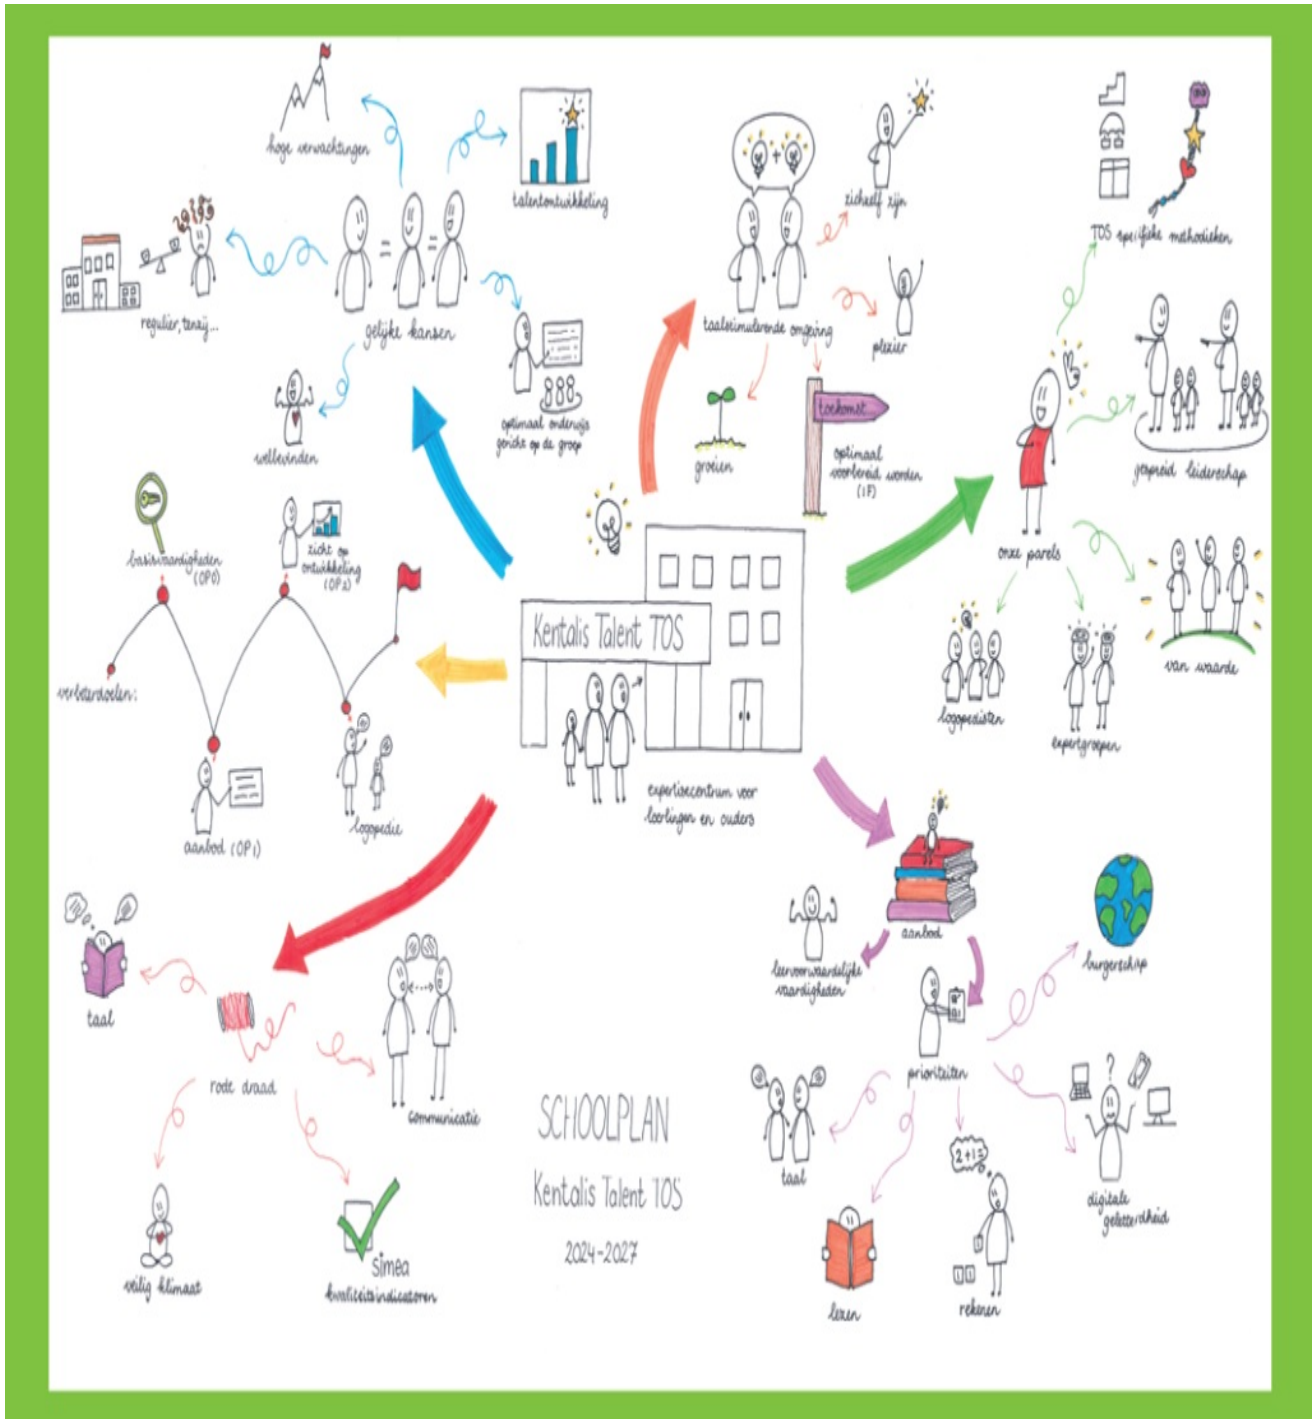 hoge verwachtingen
talentontwikkeling
regulier, tenzij...
gelijke kansen
optimaal onderwijs
gericht op de groep
welbevinden
zichzelf zijn
taalstimulerende omgeving
plezier
groeien
toekomst
optimaal
voorbereid worden
(IF)
TOS specifieke methodieken
gespreid leiderschap
onze parels
van waarde
logopedisten
expertgroepen
basisvaardigheden
(OP0)
zicht op
ontwikkeling
(OP2)
verbeterdoelen:
aanbod (OP1)
logopedie
Kentalis Talent TOS
expertisecentrum voor
leerlingen en ouders
aanbod
leervoorwaardelijke
vaardigheden
burgerschap
prioriteiten
taal
lezen
2+1=
rekenen
?
digitale
geletterdheid
taal
rode draad
communicatie
veilig klimaat
simea
kwaliteitsindicatoren
SCHOOLPLAN
Kentalis Talent TOS
2024-2027